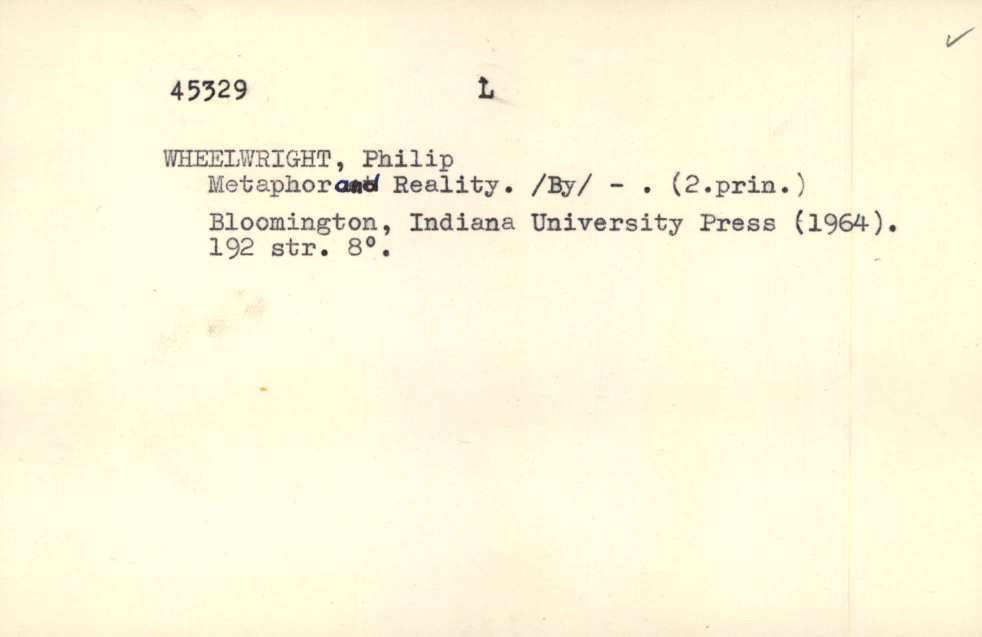 45329 L
WHEELWRIGHT, Philip
Metaphor and Reality. /By/ - . (2.prin.)
Bloomington, Indiana University Press (1964).
192 str. 8°.